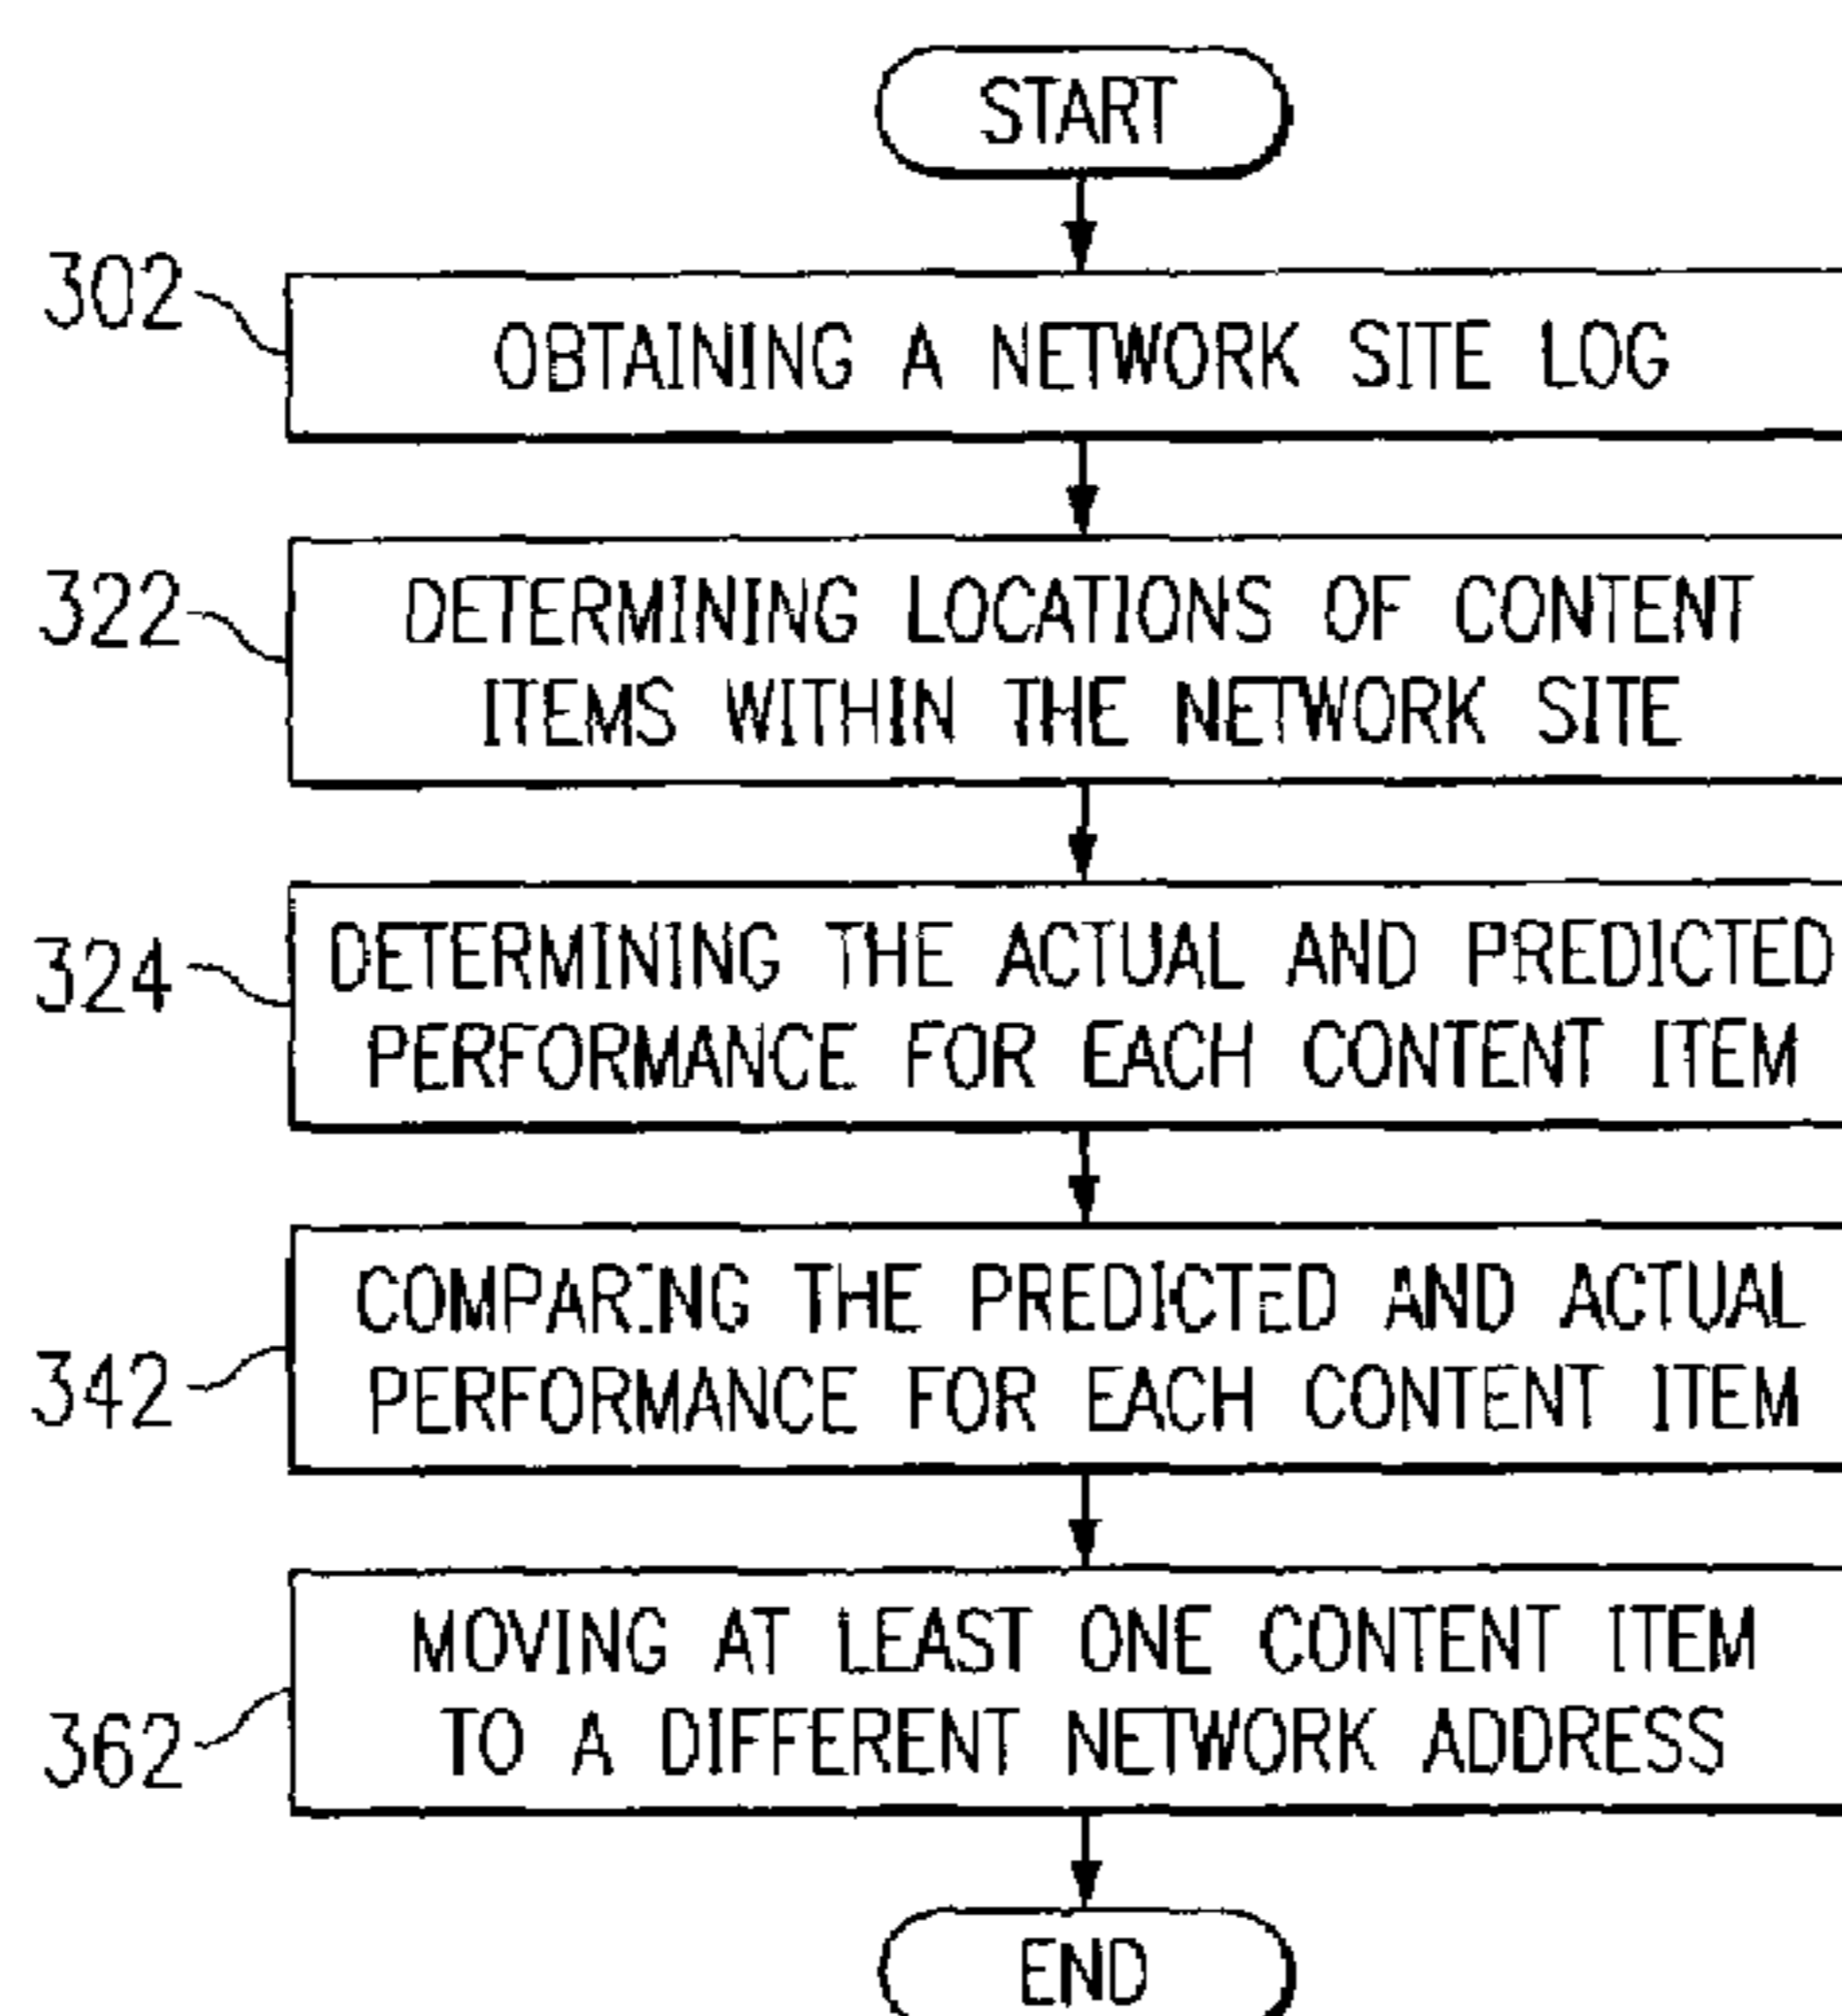 START
302
OBTAINING A NETWORK SITE LOG
322
DETERMINING LOCATIONS OF CONTENT
ITEMS WITHIN THE NETWORK SITE
324
DETERMINING THE ACTUAL AND PREDICTED
PERFORMANCE FOR EACH CONTENT ITEM
342
COMPARING THE PREDICTED AND ACTUAL
PERFORMANCE FOR EACH CONTENT ITEM
362
MOVING AT LEAST ONE CONTENT ITEM
TO A DIFFERENT NETWORK ADDRESS
END